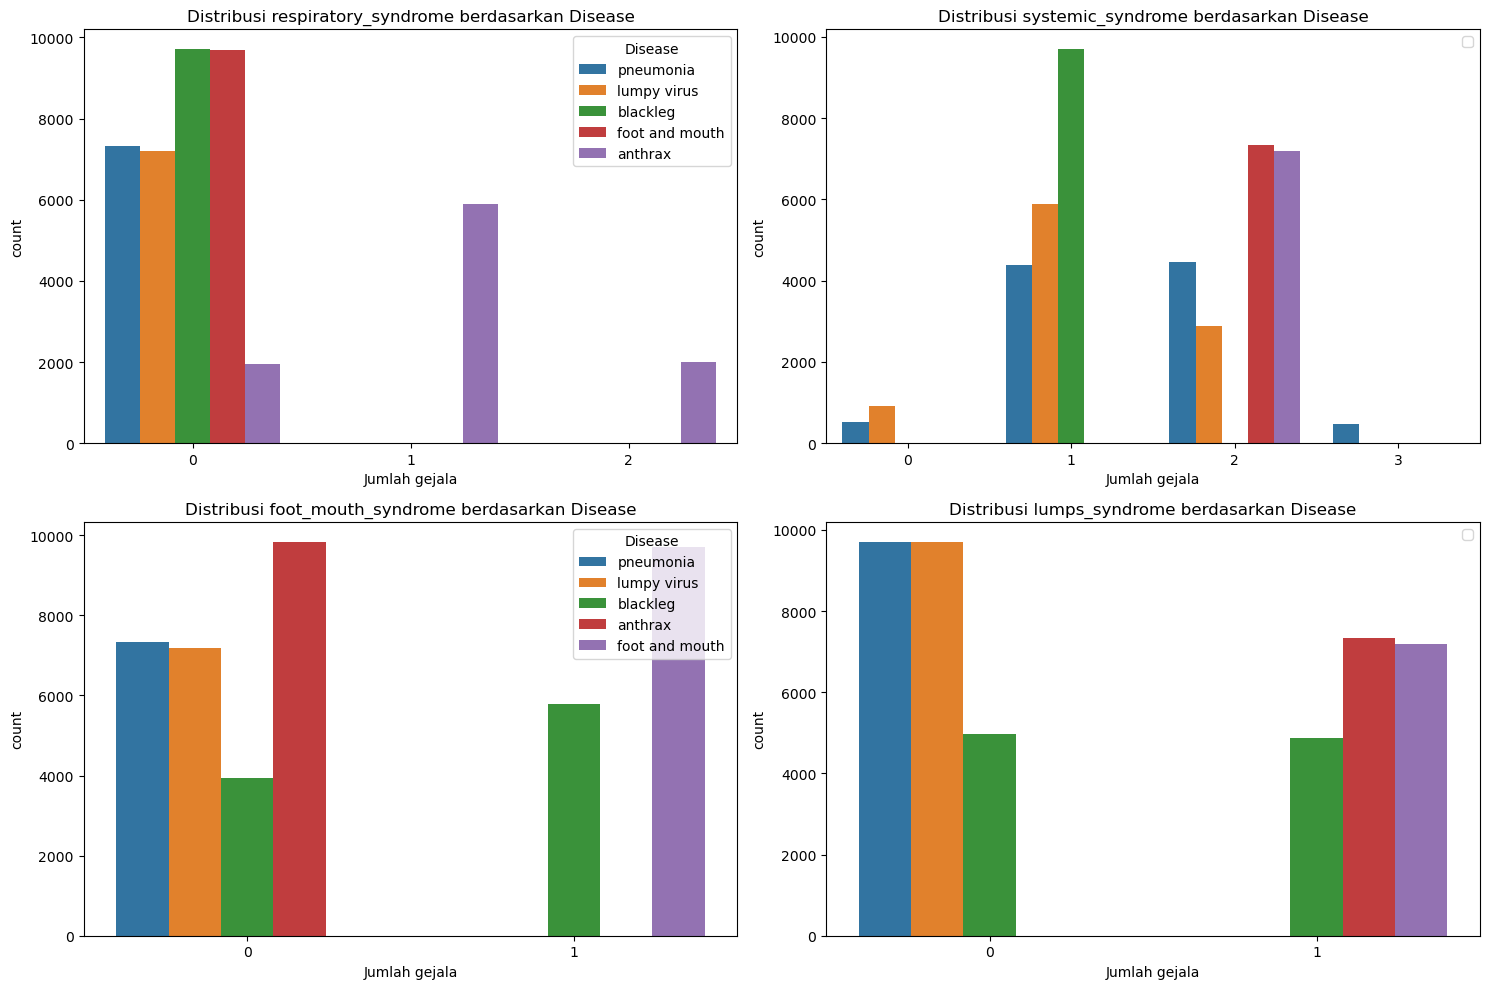 Distribusi respiratory_syndrome berdasarkan Disease
10000
8000
6000
4000
2000
0
count
0 1 2
Jumlah gejala
Disease
pneumonia
lumpy virus
blackleg
foot and mouth
anthrax
Distribusi systemic_syndrome berdasarkan Disease
10000
8000
6000
4000
2000
0
count
0 1 2 3
Jumlah gejala
Distribusi foot_mouth_syndrome berdasarkan Disease
10000
8000
6000
4000
2000
0
count
0 1
Jumlah gejala
Disease
pneumonia
lumpy virus
blackleg
anthrax
foot and mouth
Distribusi lumps_syndrome berdasarkan Disease
10000
8000
6000
4000
2000
0
count
0 1
Jumlah gejala